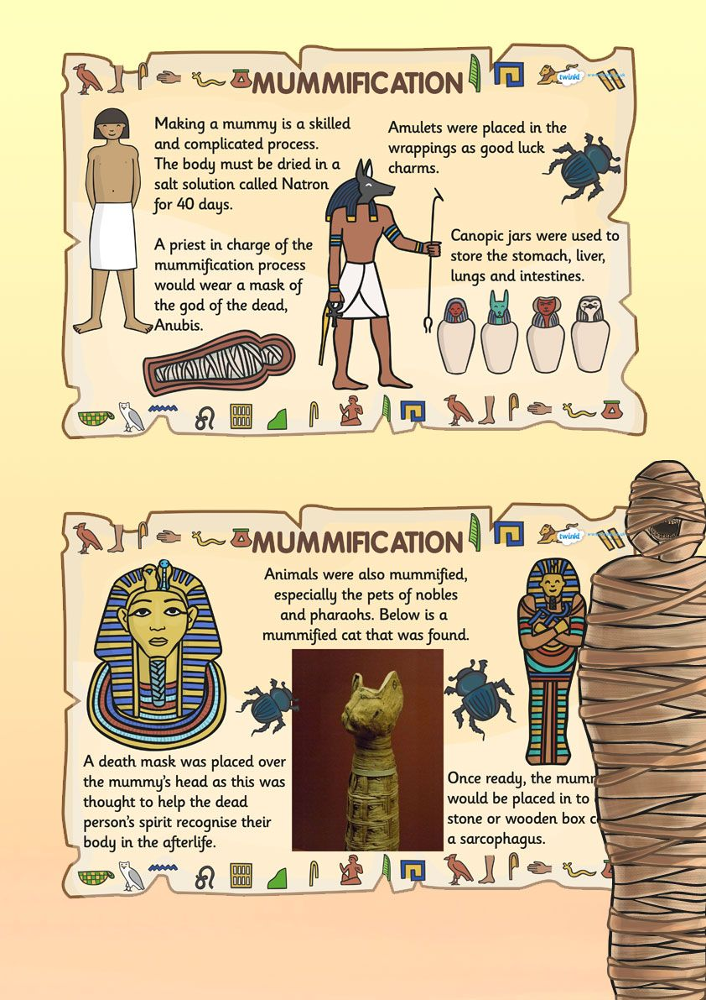 MUMMIFICATION
twinkl
Making a mummy is a skilled
and complicated process.
The body must be dried in a
salt solution called Natron
for 40 days.
A priest in charge of the
mummification process
would wear a mask of
the god of the dead,
Anubis.
Amulets were placed in the
wrappings as good luck
charms.
Canopic jars were used to
store the stomach, liver,
lungs and intestines.
MUMMIFICATION
twinkl
Animals were also mummified,
especially the pets of nobles
and pharaohs. Below is a
mummified cat that was found.
A death mask was placed over
the mummy's head as this was
thought to help the dead
person's spirit recognise their
body in the afterlife.
Once ready, the
would be placed in to
stone or wooden box
a sarcophagus.